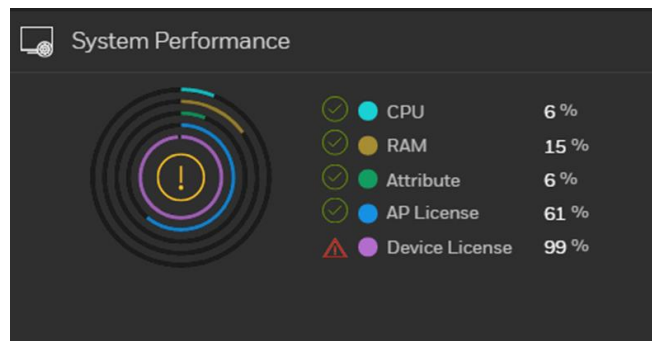 System Performance
CPU 6 %
RAM 15 %
Attribute 6 %
AP License 61 %
Device License 99 %